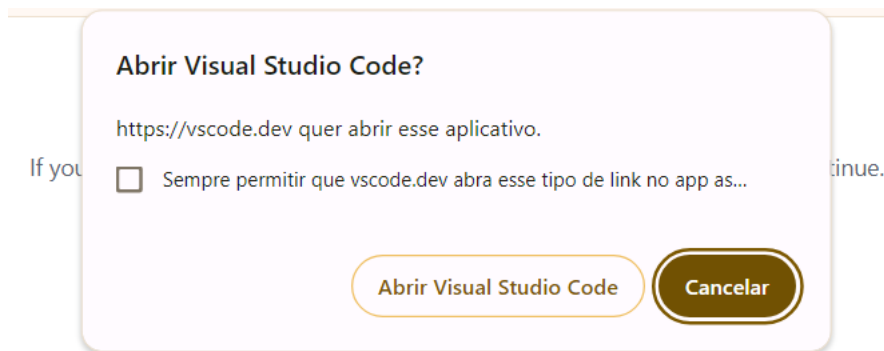 Abrir Visual Studio Code?
https://vscode.dev quer abrir esse aplicativo.
If you
Sempre permitir que vscode.dev abra esse tipo de link no app as...
tinue.
Abrir Visual Studio Code
Cancelar